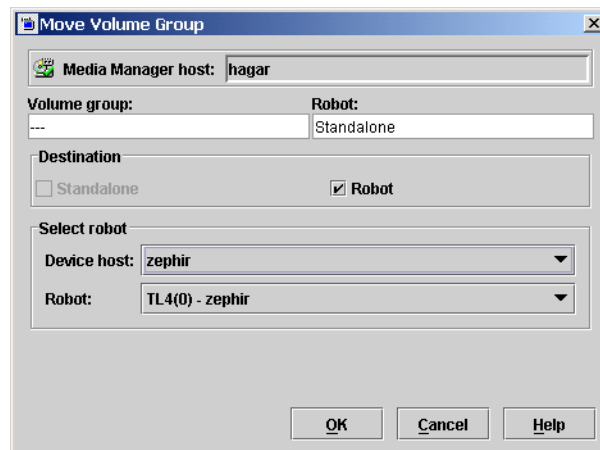 Move Volume Group
Media Manager host: hagar
Volume group: Robot:
--- Standalone
Destination
Standalone Robot
Select robot
Device host: zephir
Robot: TL4(0) - zephir
OK Cancel Help